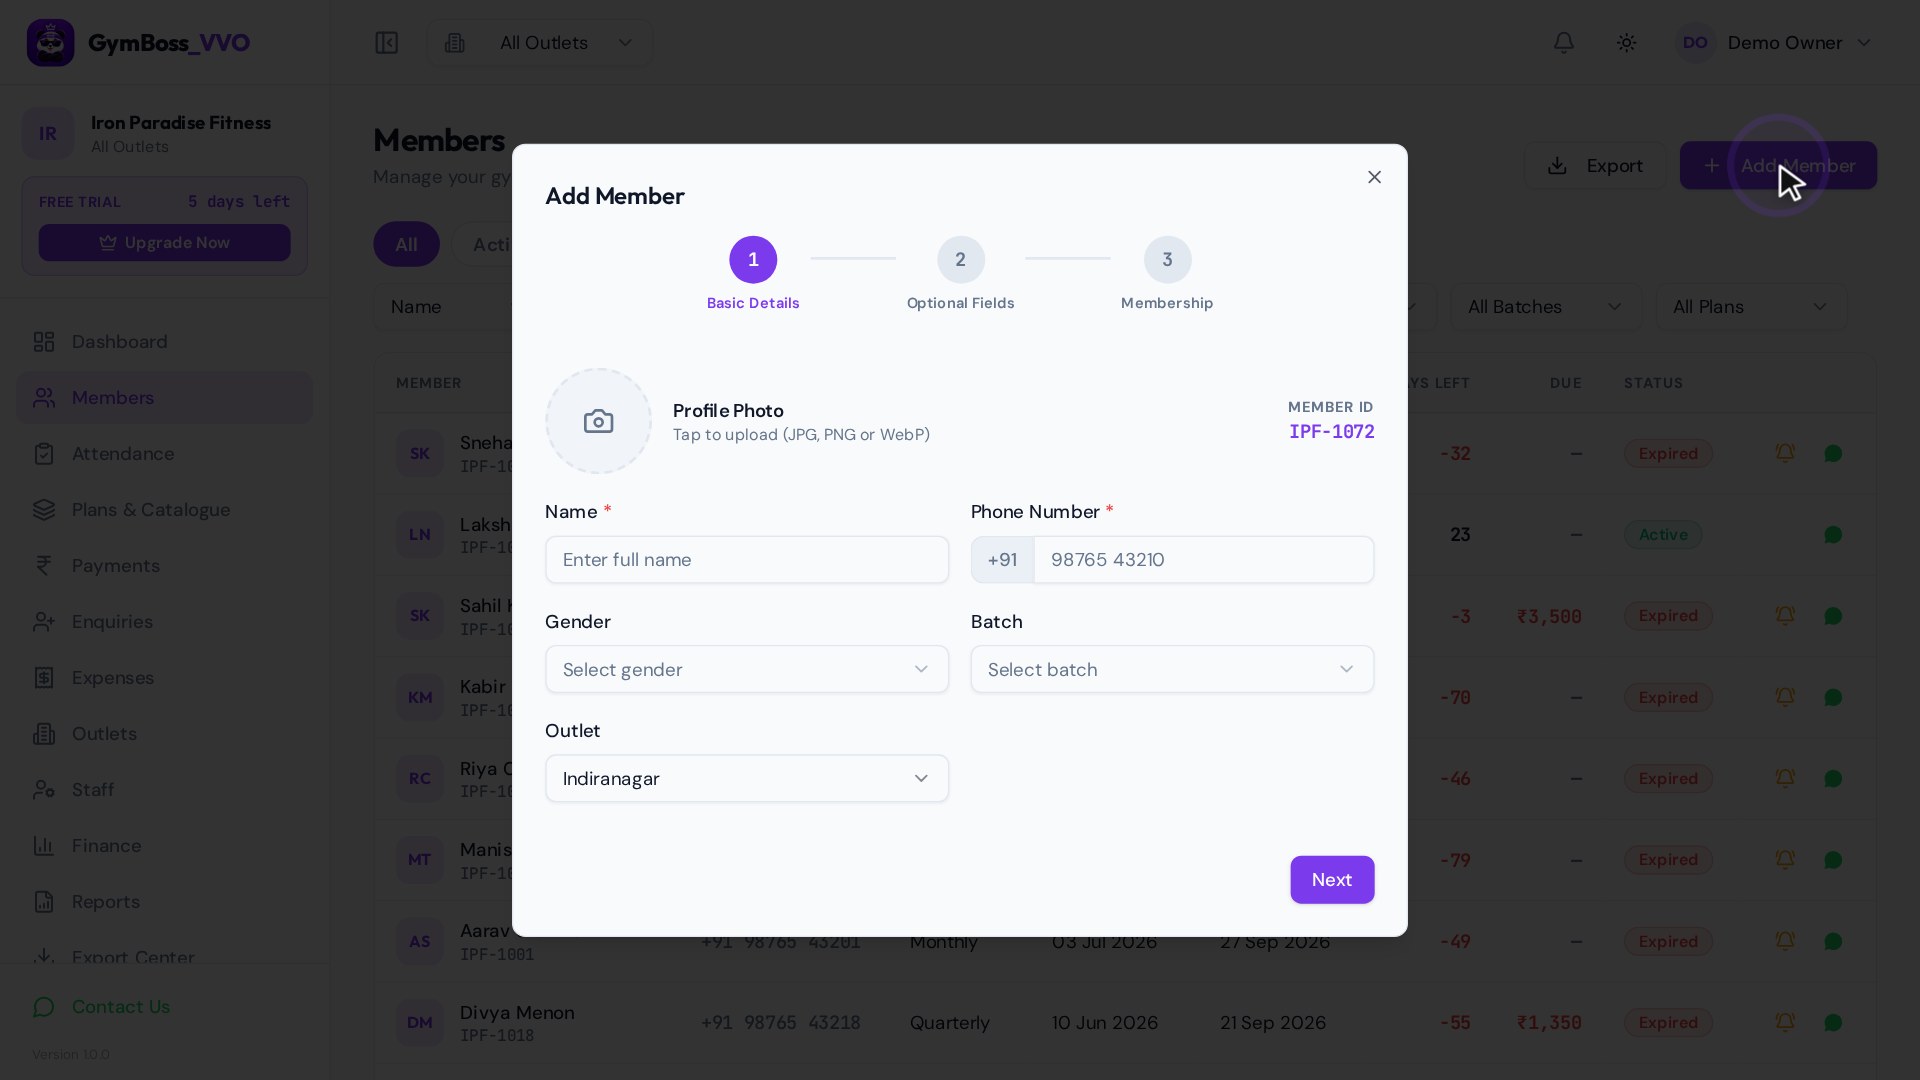 GymBoss_VVO
All Outlets
DO Demo Owner
IR
Iron Paradise Fitness
All Outlets
FREE TRIAL 5 days left
Upgrade Now
Dashboard
Members
Attendance
Plans & Catalogue
Payments
Enquiries
Expenses
Outlets
Staff
Finance
Reports
Export Center
Contact Us
Version 1.0.0
Members
Manage your gy
Export
Add Member
All
Acti
Name
All Batches
All Plans
MEMBER
LEFT DUE STATUS
SK Sneha -32 — Expired
LN Laksh 23 — Active
SK Sahil -3 ₹3,500 Expired
KM Kabir -70 — Expired
RC Riya -46 — Expired
MT Manis -79 — Expired
AS Aarav +91 98765 43201 Monthly 03 Jul 2026 27 Sep 2026 -49 — Expired
IPF-1001
DM Divya Menon +91 98765 43218 Quarterly 10 Jun 2026 21 Sep 2026 -55 ₹1,350 Expired
IPF-1018
Add Member
1 2 3
Basic Details Optional Fields Membership
Profile Photo
Tap to upload (JPG, PNG or WebP)
MEMBER ID
IPF-1072
Name * Phone Number *
Enter full name +91 98765 43210
Gender Batch
Select gender Select batch
Outlet
Indiranagar
Next